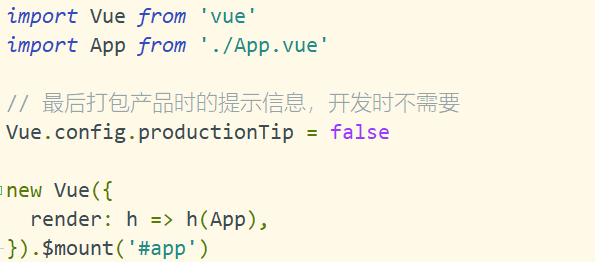 import Vue from 'vue'
import App from './App.vue'
// 最后打包产品时的提示信息，开发时不需要
Vue.config.productionTip = false
new Vue({
  render: h => h(App),
}).$mount('#app')